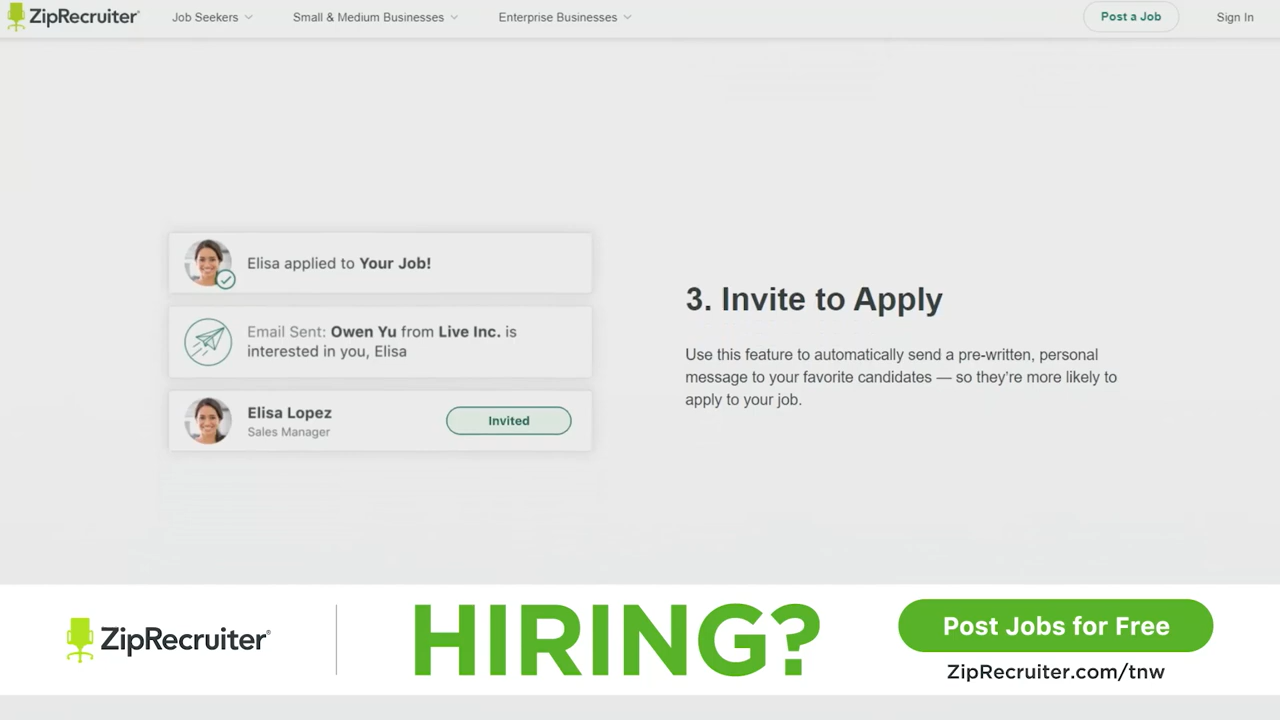 ZipRecruiter®
Job Seekers
Small & Medium Businesses
Enterprise Businesses
Post a Job
Sign In
Elisa applied to Your Job!
Email Sent: Owen Yu from Live Inc. is
interested in you, Elisa
Elisa Lopez
Sales Manager
Invited
3. Invite to Apply
Use this feature to automatically send a pre-written, personal
message to your favorite candidates — so they're more likely to
apply to your job.
ZipRecruiter®
HIRING?
Post Jobs for Free
ZipRecruiter.com/tnw